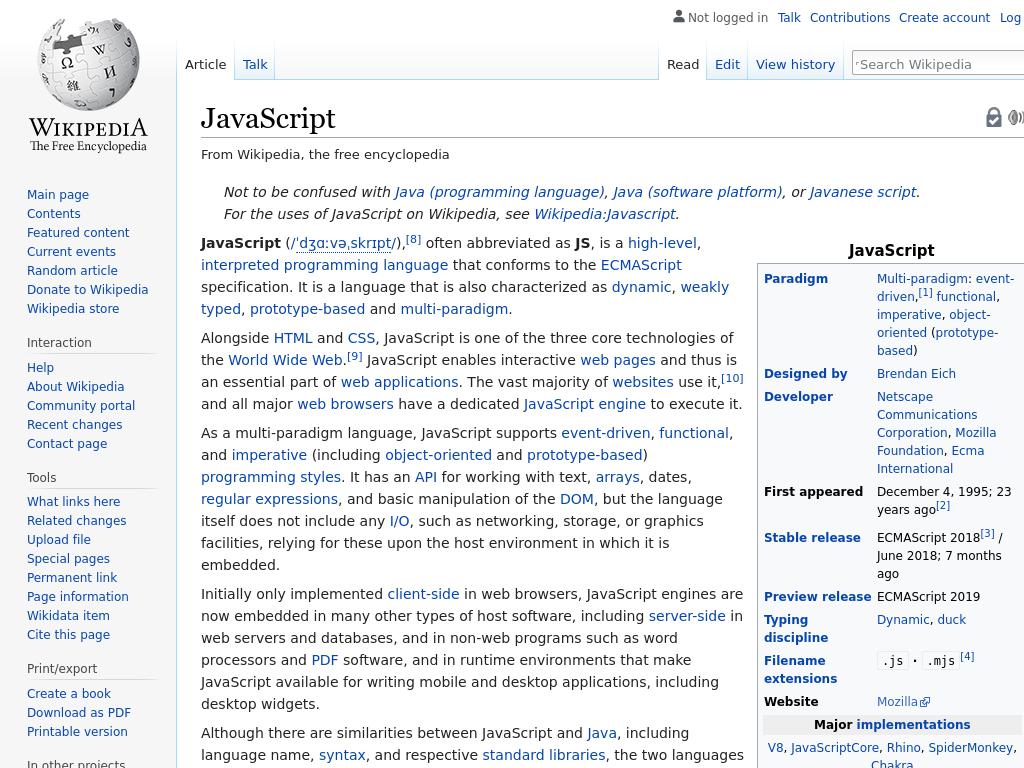 Not logged in Talk Contributions Create account Log
Article Talk Read Edit View history Search Wikipedia
WIKIPEDIA
The Free Encyclopedia
Main page
Contents
Featured content
Current events
Random article
Donate to Wikipedia
Wikipedia store
Interaction
Help
About Wikipedia
Community portal
Recent changes
Contact page
Tools
What links here
Related changes
Upload file
Special pages
Permanent link
Page information
Wikidata item
Cite this page
Print/export
Create a book
Download as PDF
Printable version
In other projects
JavaScript
From Wikipedia, the free encyclopedia
Not to be confused with Java (programming language), Java (software platform), or Javanese script.
For the uses of JavaScript on Wikipedia, see Wikipedia:Javascript.
JavaScript (/ˈdʒɑːvəˌskrɪpt/),[8] often abbreviated as JS, is a high-level,
interpreted programming language that conforms to the ECMAScript
specification. It is a language that is also characterized as dynamic, weakly
typed, prototype-based and multi-paradigm.
Alongside HTML and CSS, JavaScript is one of the three core technologies of
the World Wide Web.[9] JavaScript enables interactive web pages and thus is
an essential part of web applications. The vast majority of websites use it,[10]
and all major web browsers have a dedicated JavaScript engine to execute it.
As a multi-paradigm language, JavaScript supports event-driven, functional,
and imperative (including object-oriented and prototype-based)
programming styles. It has an API for working with text, arrays, dates,
regular expressions, and basic manipulation of the DOM, but the language
itself does not include any I/O, such as networking, storage, or graphics
facilities, relying for these upon the host environment in which it is
embedded.
Initially only implemented client-side in web browsers, JavaScript engines are
now embedded in many other types of host software, including server-side in
web servers and databases, and in non-web programs such as word
processors and PDF software, and in runtime environments that make
JavaScript available for writing mobile and desktop applications, including
desktop widgets.
Although there are similarities between JavaScript and Java, including
language name, syntax, and respective standard libraries, the two languages
JavaScript
Paradigm Multi-paradigm: event-
driven,[1] functional,
imperative, object-
oriented (prototype-
based)
Designed by Brendan Eich
Developer Netscape
Communications
Corporation, Mozilla
Foundation, Ecma
International
First appeared December 4, 1995; 23
years ago[2]
Stable release ECMAScript 2018[3] /
June 2018; 7 months
ago
Preview release ECMAScript 2019
Typing Dynamic, duck
discipline
Filename .js · .mjs [4]
extensions
Website Mozilla
Major implementations
V8, JavaScriptCore, Rhino, SpiderMonkey,
Chakra